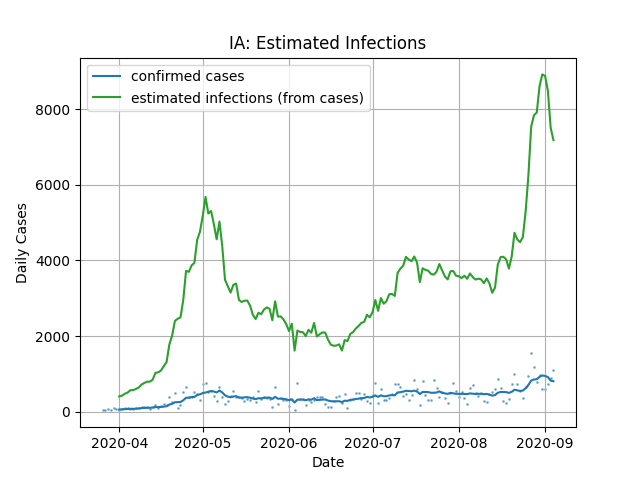 IA: Estimated Infections
confirmed cases
estimated infections (from cases)
Daily Cases
8000
6000
4000
2000
0
2020-04
2020-05
2020-06
2020-07
2020-08
2020-09
Date